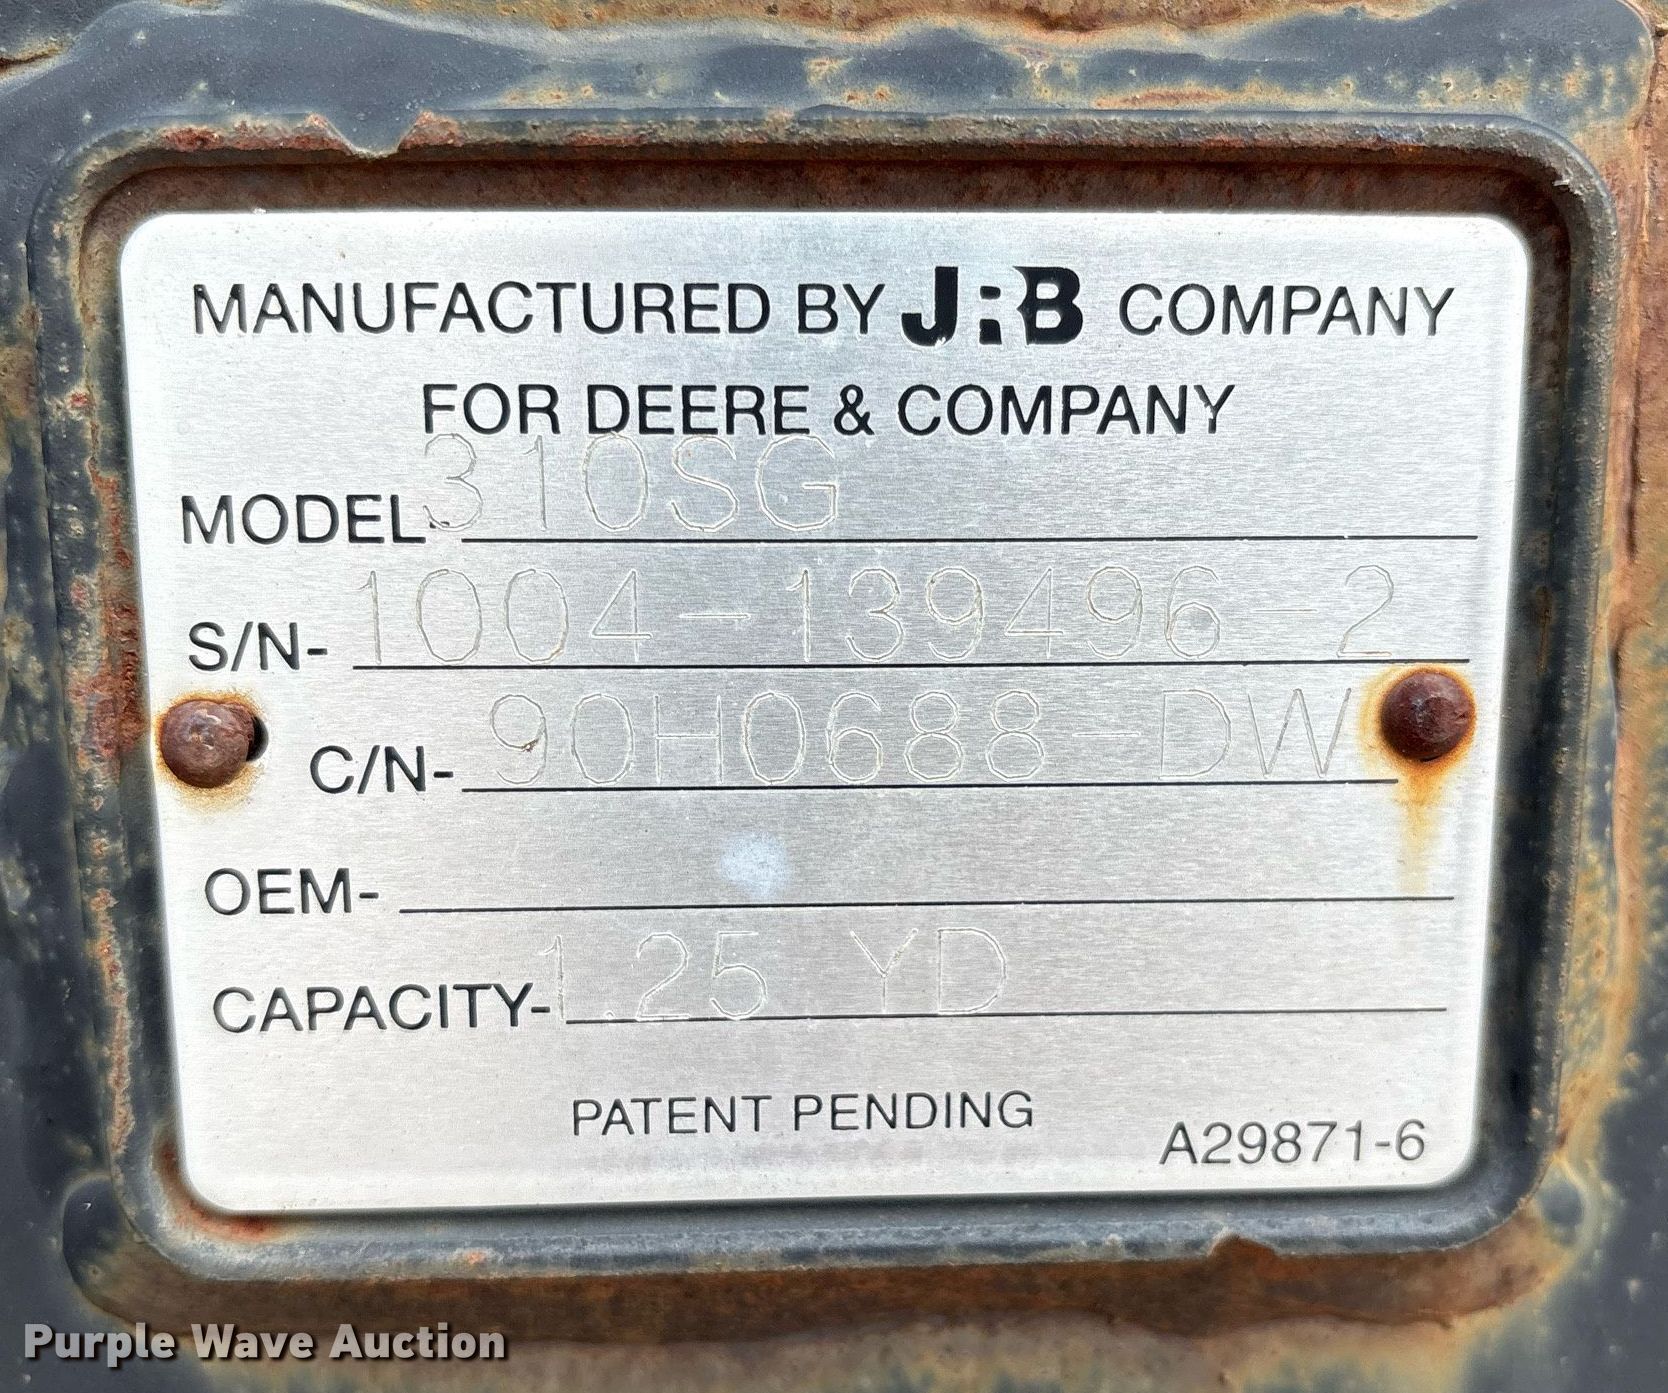 MANUFACTURED BY JRB COMPANY
FOR DEERE & COMPANY
MODEL- 310SG
S/N- 1004-139496-2
C/N- 90H0688-DW
OEM-
CAPACITY- 1.25 YD
PATENT PENDING
A29871-6
Purple Wave Auction